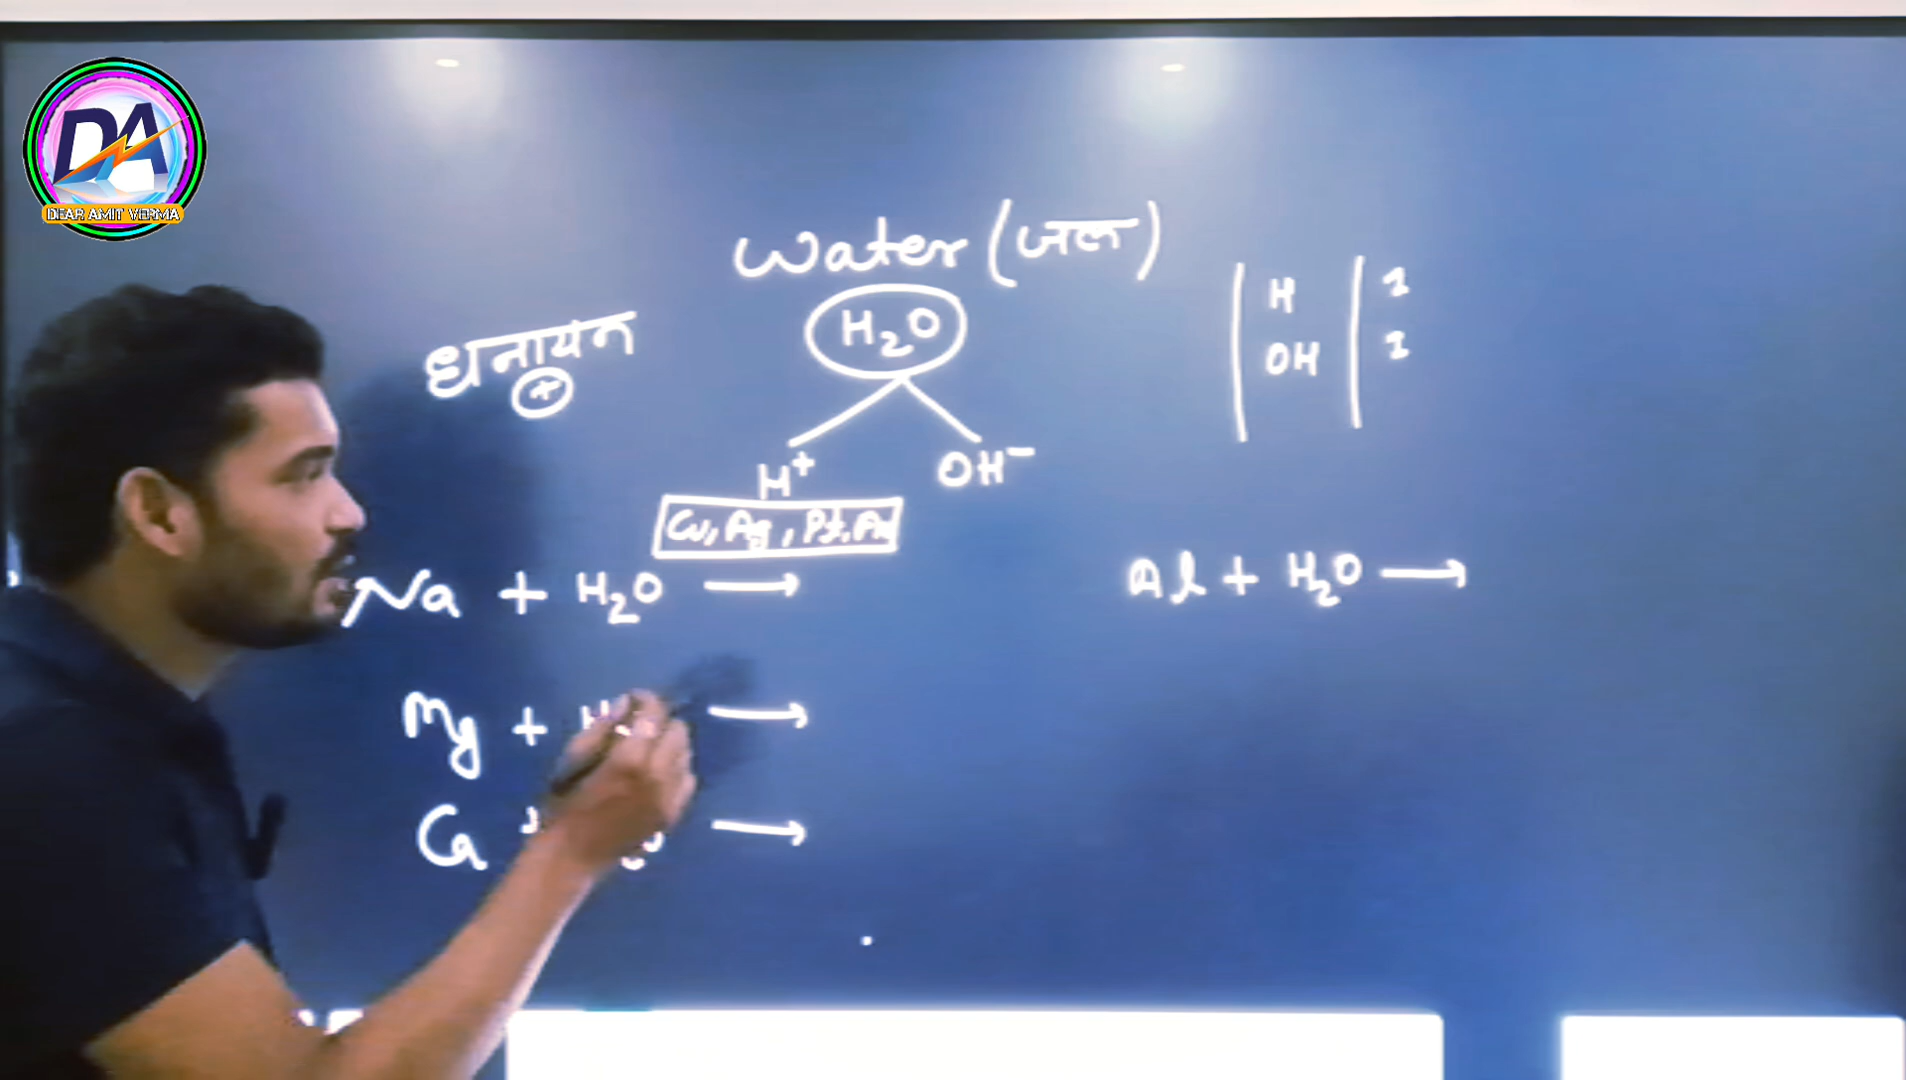 DA
DEAR AMIT VERMA
Water (जल)
धनायन
+
H₂O
H 1
OH 1
H⁺ OH⁻
Cu, Ag, Pt, Au
Na + H₂O ⟶
Al + H₂O ⟶
Mg + ⟶
Ca ⟶